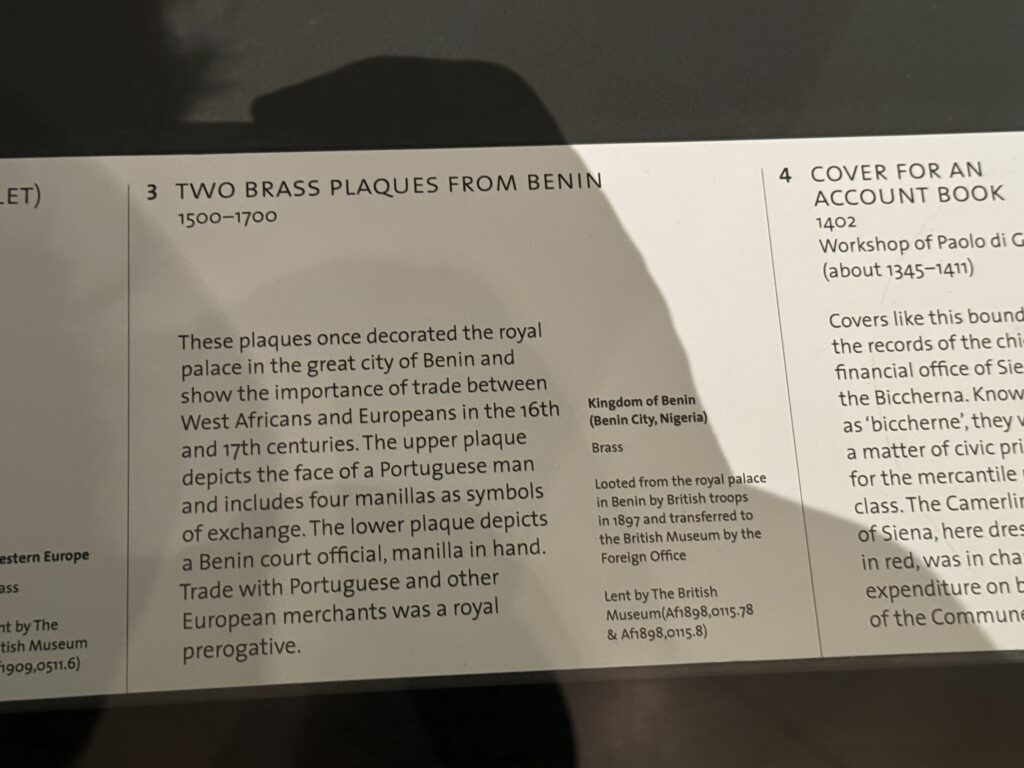 LET)
estern Europe
ass
nt by The
tish Museum
1909,0511.6)
3 TWO BRASS PLAQUES FROM BENIN
1500–1700
These plaques once decorated the royal
palace in the great city of Benin and
show the importance of trade between
West Africans and Europeans in the 16th
and 17th centuries. The upper plaque
depicts the face of a Portuguese man
and includes four manillas as symbols
of exchange. The lower plaque depicts
a Benin court official, manilla in hand.
Trade with Portuguese and other
European merchants was a royal
prerogative.
Kingdom of Benin
(Benin City, Nigeria)
Brass
Looted from the royal palace
in Benin by British troops
in 1897 and transferred to
the British Museum by the
Foreign Office
Lent by The British
Museum(Af1898,0115.78
& Af1898,0115.8)
4 COVER FOR AN
ACCOUNT BOOK
1402
Workshop of Paolo di G
(about 1345–1411)
Covers like this bound
the records of the chi
financial office of Sie
the Biccherna. Know
as ‘biccherne’, they w
a matter of civic pri
for the mercantile
class. The Camerlin
of Siena, here dres
in red, was in cha
expenditure on b
of the Commune